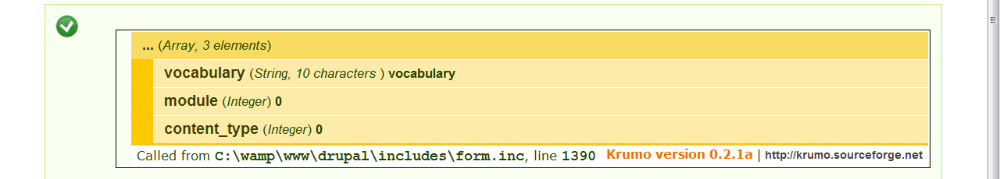 ... (Array, 3 elements)
vocabulary (String, 10 characters ) vocabulary
module (Integer) 0
content_type (Integer) 0
Called from C:\wamp\www\drupal\includes\form.inc, line 1390 Krumo version 0.2.1a | http://krumo.sourceforge.net